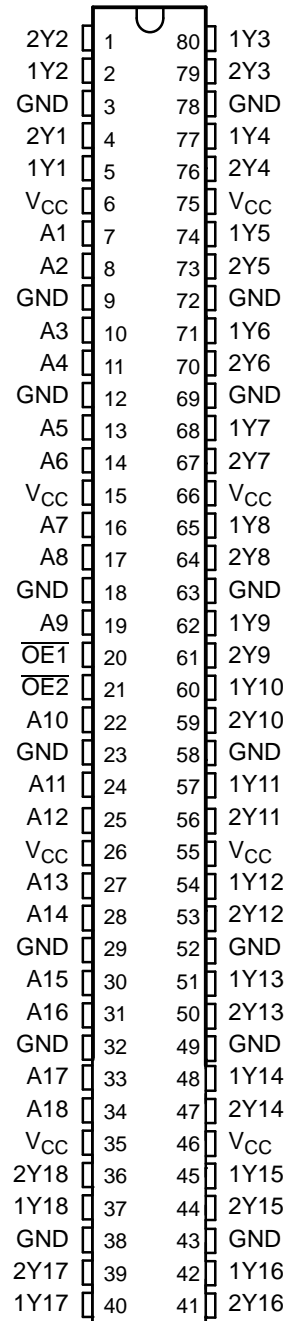 2Y2 1 80 1Y3
1Y2 2 79 2Y3
GND 3 78 GND
2Y1 4 77 1Y4
1Y1 5 76 2Y4
VCC 6 75 VCC
A1 7 74 1Y5
A2 8 73 2Y5
GND 9 72 GND
A3 10 71 1Y6
A4 11 70 2Y6
GND 12 69 GND
A5 13 68 1Y7
A6 14 67 2Y7
VCC 15 66 VCC
A7 16 65 1Y8
A8 17 64 2Y8
GND 18 63 GND
A9 19 62 1Y9
OE1 20 61 2Y9
OE2 21 60 1Y10
A10 22 59 2Y10
GND 23 58 GND
A11 24 57 1Y11
A12 25 56 2Y11
VCC 26 55 VCC
A13 27 54 1Y12
A14 28 53 2Y12
GND 29 52 GND
A15 30 51 1Y13
A16 31 50 2Y13
GND 32 49 GND
A17 33 48 1Y14
A18 34 47 2Y14
VCC 35 46 VCC
2Y18 36 45 1Y15
1Y18 37 44 2Y15
GND 38 43 GND
2Y17 39 42 1Y16
1Y17 40 41 2Y16